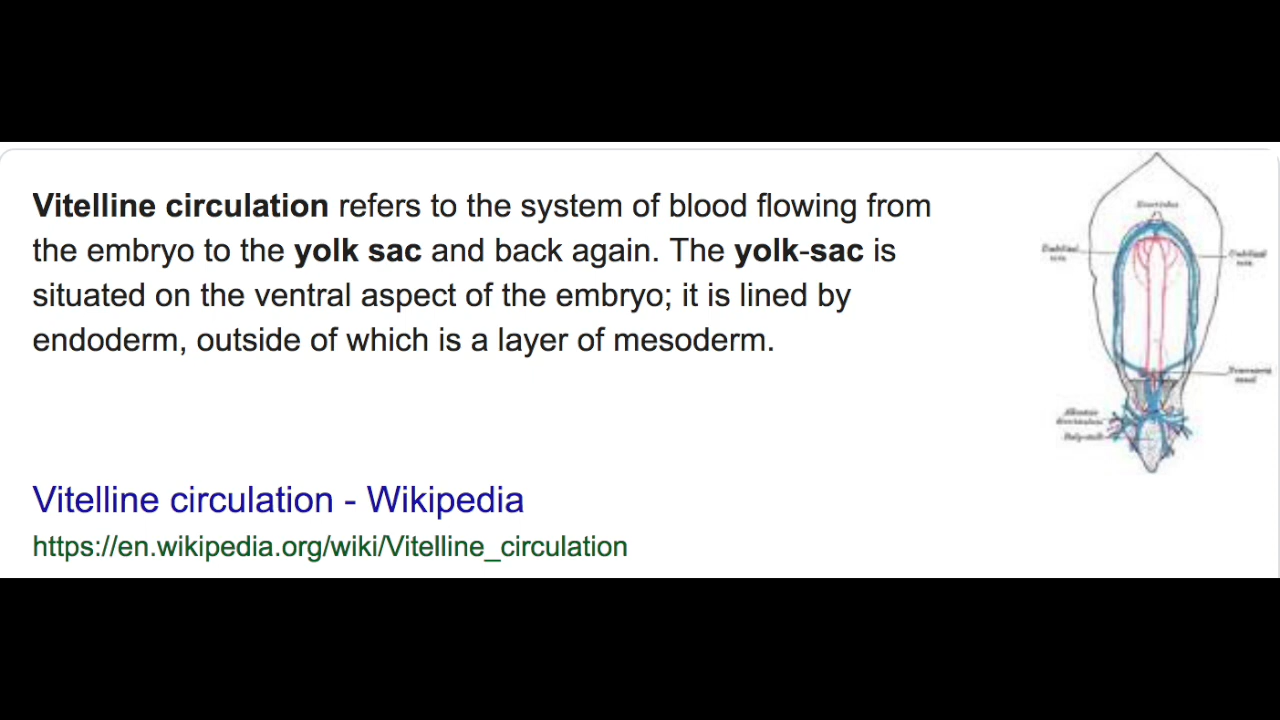 Vitelline circulation refers to the system of blood flowing from
the embryo to the yolk sac and back again. The yolk-sac is
situated on the ventral aspect of the embryo; it is lined by
endoderm, outside of which is a layer of mesoderm.
Vitelline circulation - Wikipedia
https://en.wikipedia.org/wiki/Vitelline_circulation